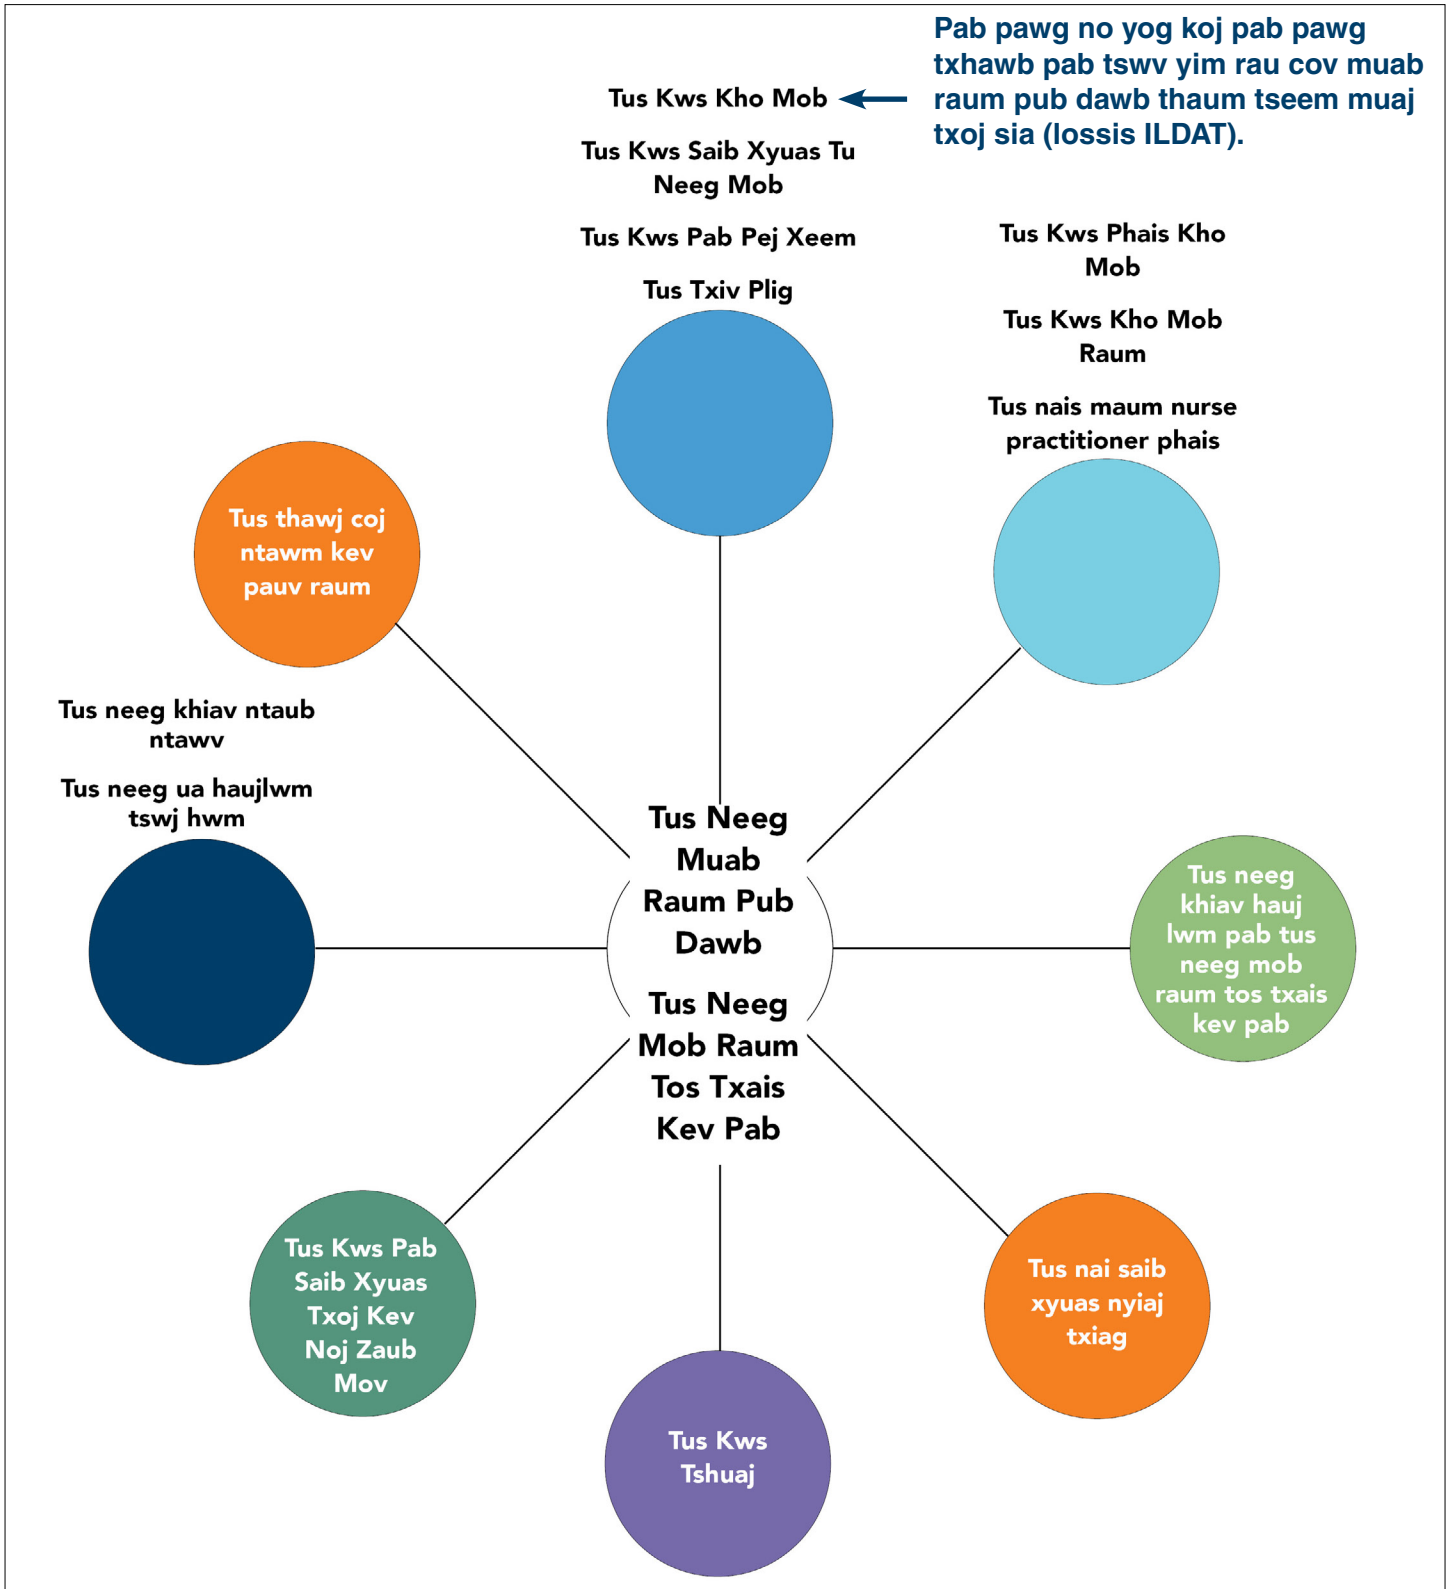 Pab pawg no yog koj pab pawg
txhawb pab tswv yim rau cov muab
raum pub dawb thaum tseem muaj
txoj sia (lossis ILDAT).
Tus Kws Kho Mob
Tus Kws Saib Xyuas Tu
Neeg Mob
Tus Kws Pab Pej Xeem
Tus Txiv Plig
Tus Kws Phais Kho
Mob
Tus Kws Kho Mob
Raum
Tus nais maum nurse
practitioner phais
Tus thawj coj
ntawm kev
pauv raum
Tus neeg khiav ntaub
ntawv
Tus neeg ua haujlwm
tswj hwm
Tus Neeg
Muab
Raum Pub
Dawb
Tus Neeg
Mob Raum
Tos Txais
Kev Pab
Tus neeg
khiav hauj
lwm pab tus
neeg mob
raum tos txais
kev pab
Tus Kws Pab
Saib Xyuas
Txoj Kev
Noj Zaub
Mov
Tus nai saib
xyuas nyiaj
txiag
Tus Kws
Tshuaj